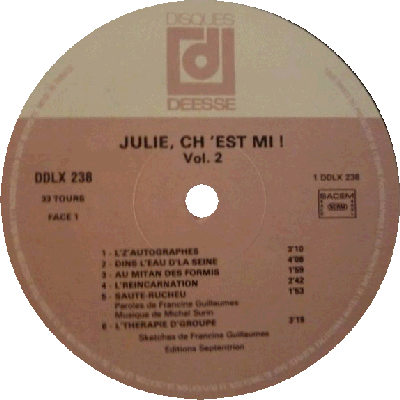 DISQUES
DEESSE
JULIE, CH 'EST MI !
Vol. 2
DDLX 238
1 DDLX 238
33 TOURS
SACEM
FACE 1
1 - L'Z'AUTOGRAPHES 3'10
2 - DINS L'EAU D'LA SEINE 4'06
3 - AU MITAN DES FORMIS 1'59
4 - L'REINCARNATION 2'42
5 - SAUTE-RUCHEU 1'53
Paroles de Francine Guillaumes
Musique de Michel Surin
6 - L'THERAPIE D'GROUPE 3'19
Sketches de Francine Guillaumes
Editions Septentrion